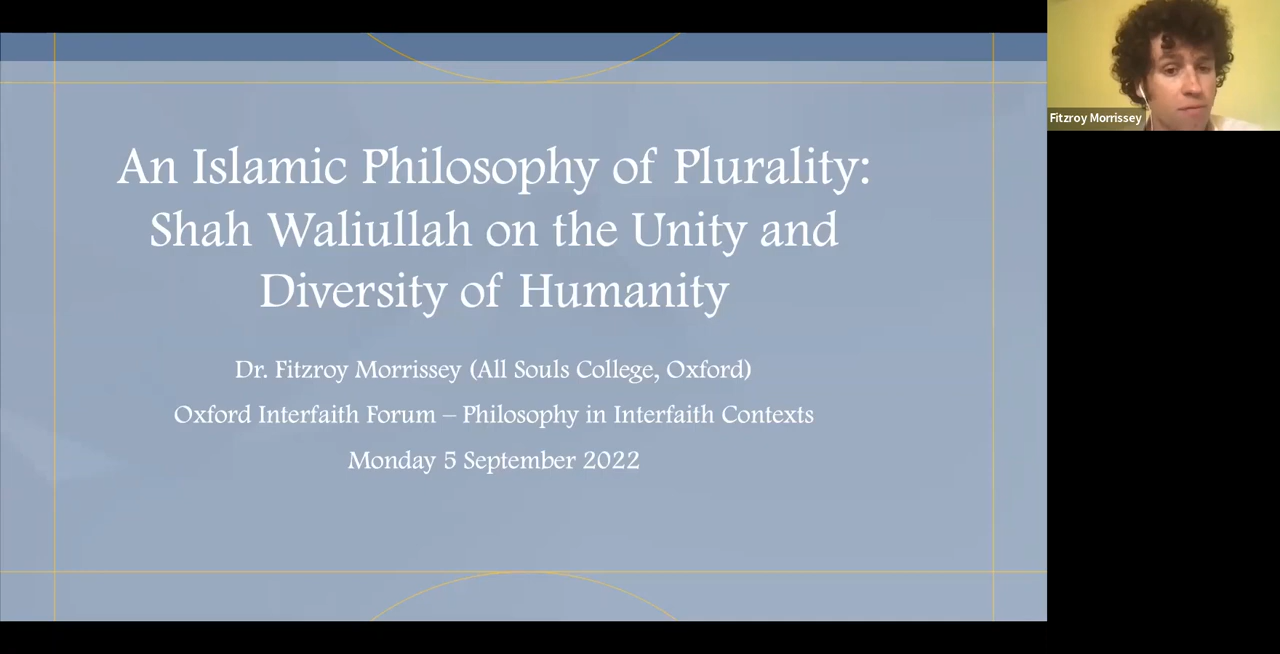 An Islamic Philosophy of Plurality:
Shah Waliullah on the Unity and
Diversity of Humanity
Dr. Fitzroy Morrissey (All Souls College, Oxford)
Oxford Interfaith Forum – Philosophy in Interfaith Contexts
Monday 5 September 2022
Fitzroy Morrissey